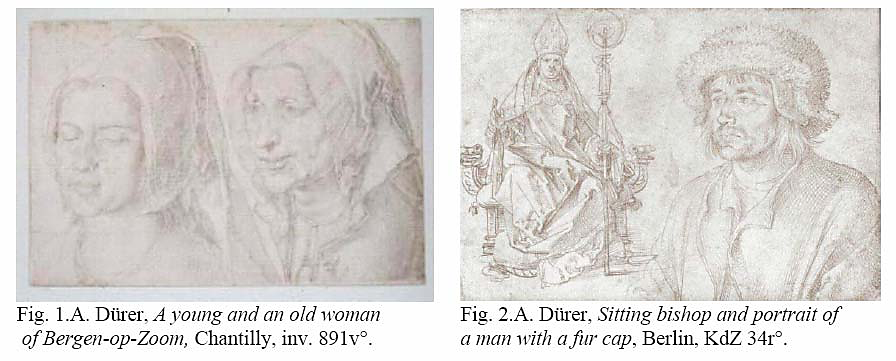 Fig. 1.A. Dürer, A young and an old woman
of Bergen-op-Zoom, Chantilly, inv. 891v°.
Fig. 2.A. Dürer, Sitting bishop and portrait of
a man with a fur cap, Berlin, KdZ 34r°.